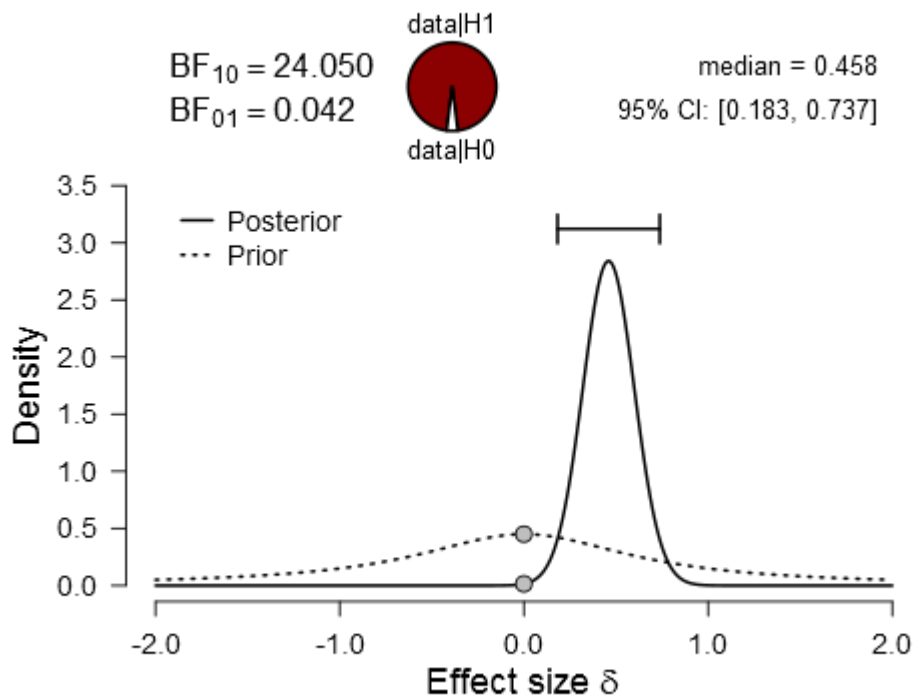 data|H1
BF₁₀ = 24.050
BF₀₁ = 0.042
median = 0.458
95% CI: [0.183, 0.737]
data|H0
3.5
3.0
2.5
2.0
1.5
1.0
0.5
0.0
Density
Posterior
Prior
-2.0 -1.0 0.0 1.0 2.0
Effect size δ